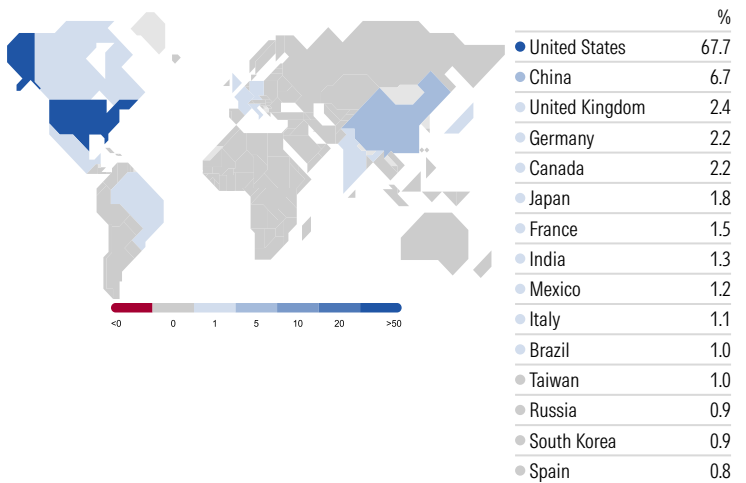 %
United States 67.7
China 6.7
United Kingdom 2.4
Germany 2.2
Canada 2.2
Japan 1.8
France 1.5
India 1.3
Mexico 1.2
Italy 1.1
Brazil 1.0
Taiwan 1.0
Russia 0.9
South Korea 0.9
Spain 0.8
<0 0 1 5 10 20 >50